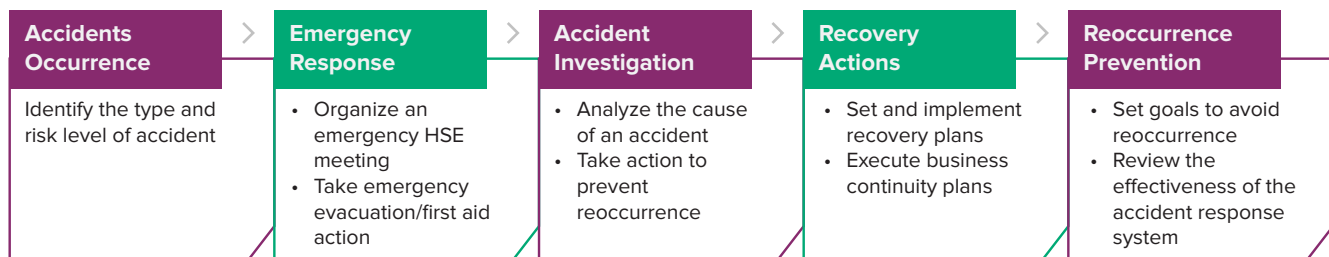 Accidents
Occurrence
Identify the type and
risk level of accident
Emergency
Response
• Organize an
emergency HSE
meeting
• Take emergency
evacuation/first aid
action
Accident
Investigation
• Analyze the cause
of an accident
• Take action to
prevent
reoccurrence
Recovery
Actions
• Set and implement
recovery plans
• Execute business
continuity plans
Reoccurrence
Prevention
• Set goals to avoid
reoccurrence
• Review the
effectiveness of the
accident response
system